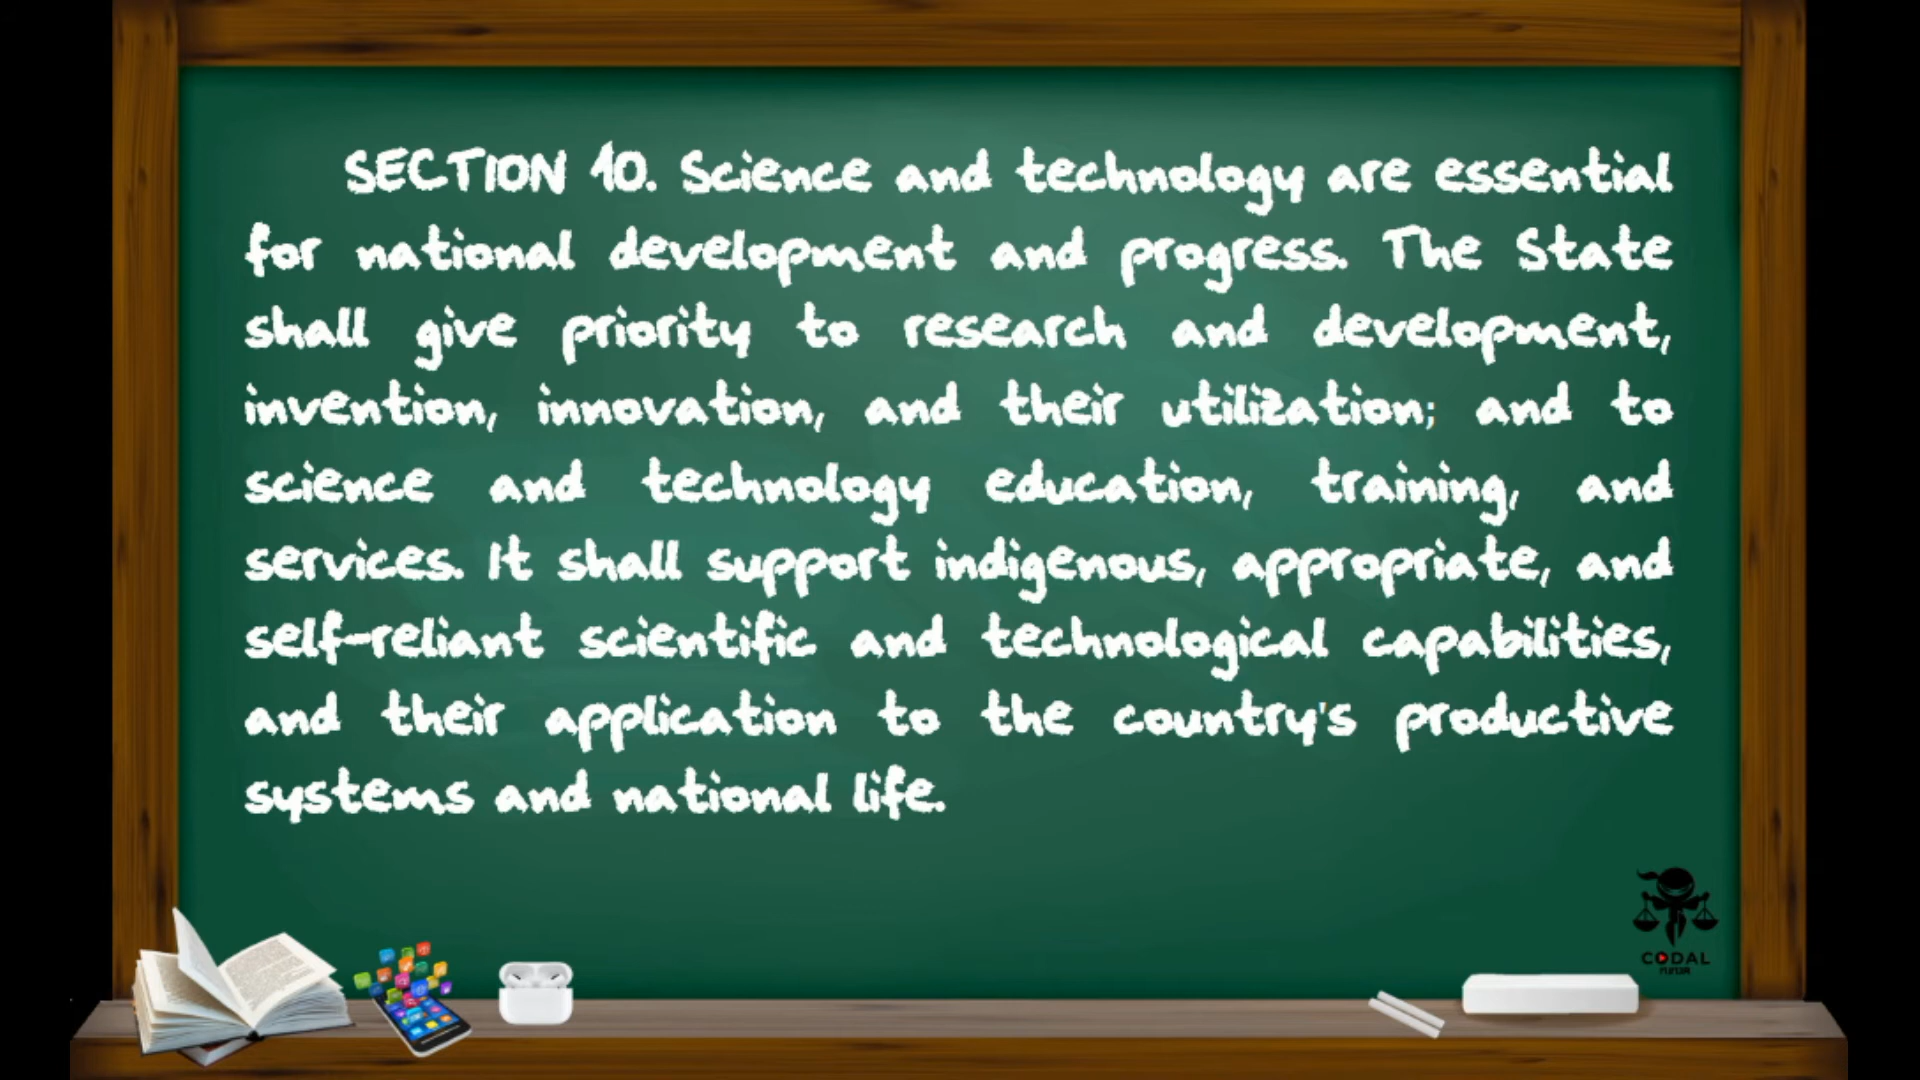 SECTION 10. Science and technology are essential
for national development and progress. The State
shall give priority to research and development,
invention, innovation, and their utilization; and to
science and technology education, training, and
services. It shall support indigenous, appropriate, and
self-reliant scientific and technological capabilities,
and their application to the country's productive
systems and national life.
CODAL